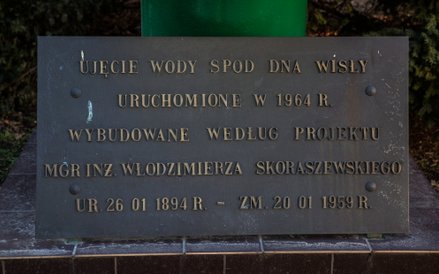 UJĘCIE WODY SPOD DNA WISŁY
URUCHOMIONE W 1964 R.
WYBUDOWANE WEDŁUG PROJEKTU
MGR INŻ. WŁODZIMIERZA SKORASZEWSKIEGO
UR. 26 01 1894 R. - ZM. 20 01 1959 R.